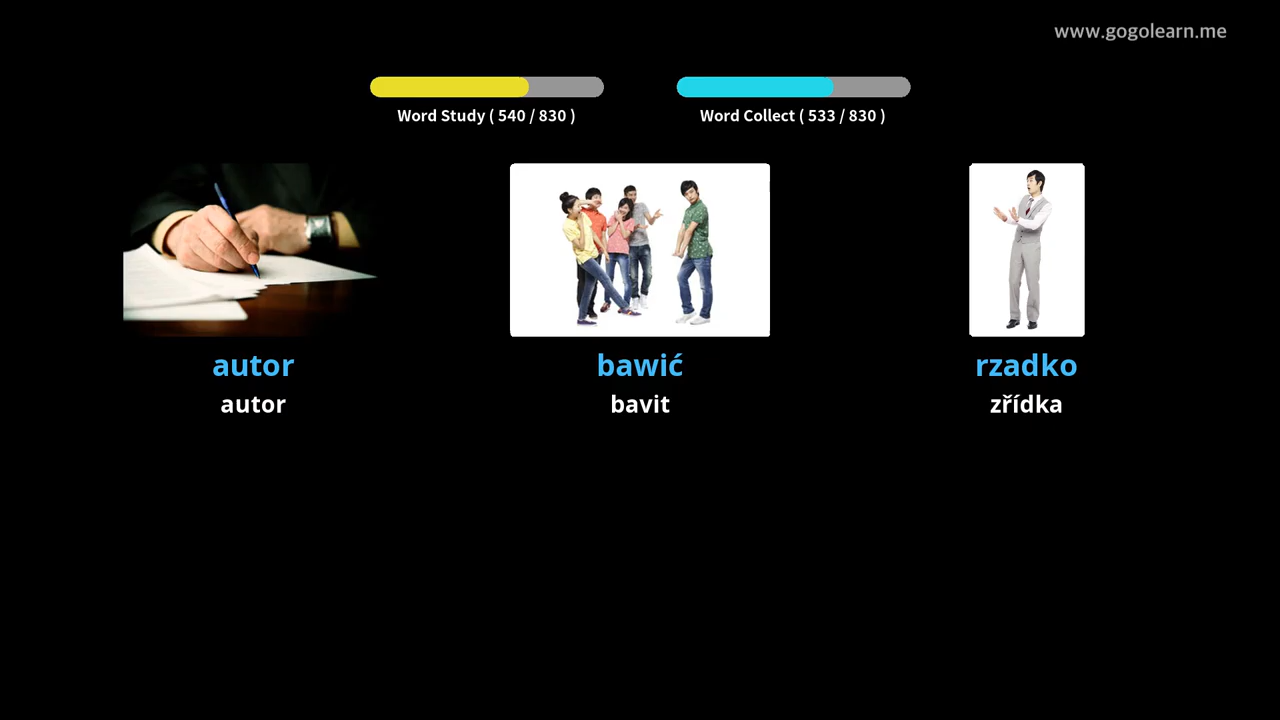 www.gogolearn.me
Word Study ( 540 / 830 )
Word Collect ( 533 / 830 )
autor
bawić
rzadko
autor
bavit
zřídka